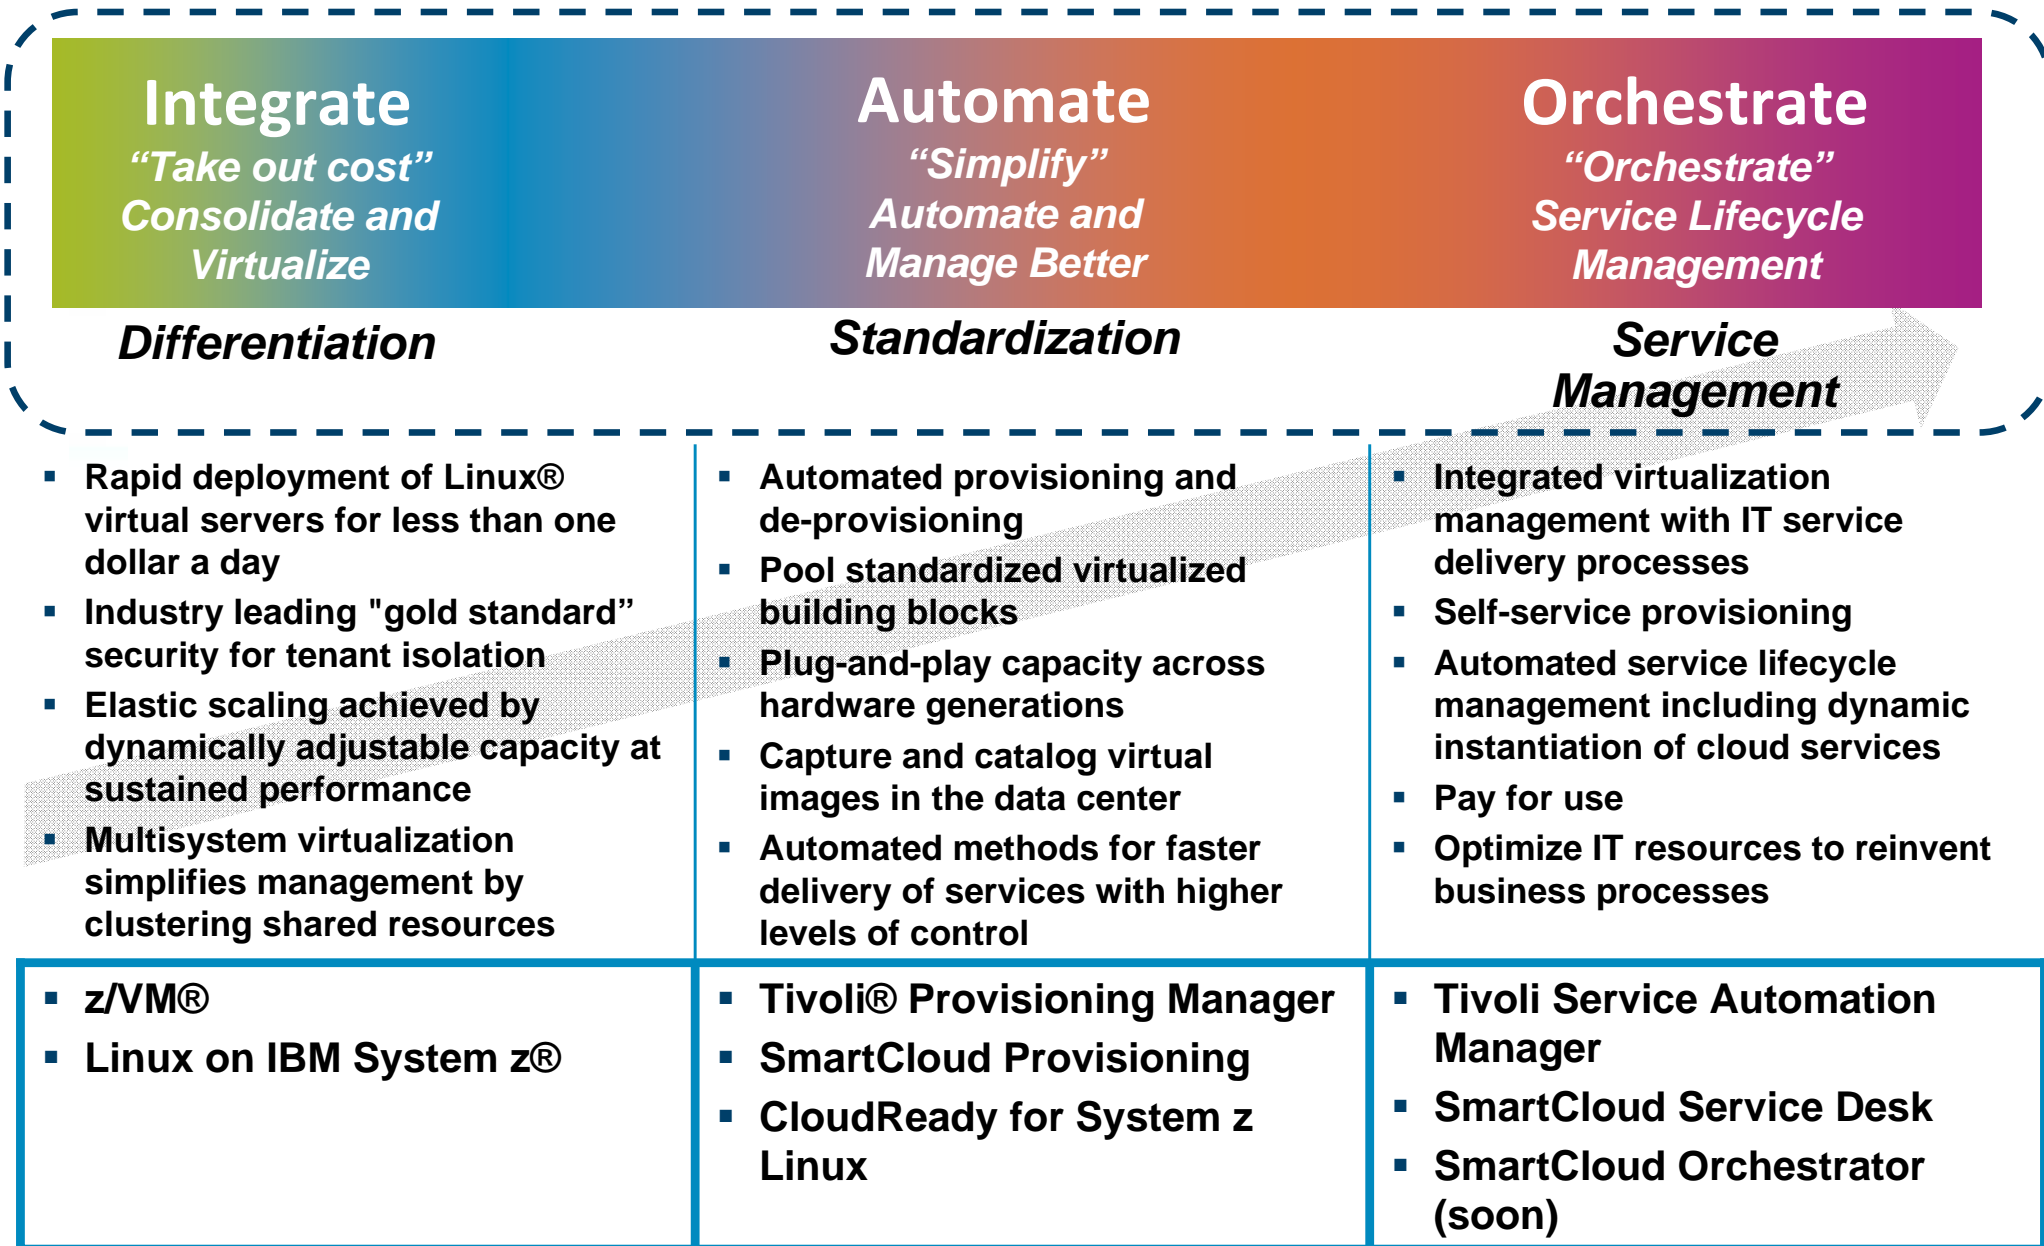 Integrate
“Take out cost”
Consolidate and
Virtualize
Differentiation
Automate
“Simplify”
Automate and
Manage Better
Standardization
Orchestrate
“Orchestrate”
Service Lifecycle
Management
Service
Management
▪ Rapid deployment of Linux®
virtual servers for less than one
dollar a day
▪ Industry leading "gold standard”
security for tenant isolation
▪ Elastic scaling achieved by
dynamically adjustable capacity at
sustained performance
▪ Multisystem virtualization
simplifies management by
clustering shared resources
▪ Automated provisioning and
de-provisioning
▪ Pool standardized virtualized
building blocks
▪ Plug-and-play capacity across
hardware generations
▪ Capture and catalog virtual
images in the data center
▪ Automated methods for faster
delivery of services with higher
levels of control
▪ Integrated virtualization
management with IT service
delivery processes
▪ Self-service provisioning
▪ Automated service lifecycle
management including dynamic
instantiation of cloud services
▪ Pay for use
▪ Optimize IT resources to reinvent
business processes
▪ z/VM®
▪ Linux on IBM System z®
▪ Tivoli® Provisioning Manager
▪ SmartCloud Provisioning
▪ CloudReady for System z
Linux
▪ Tivoli Service Automation
Manager
▪ SmartCloud Service Desk
▪ SmartCloud Orchestrator
(soon)